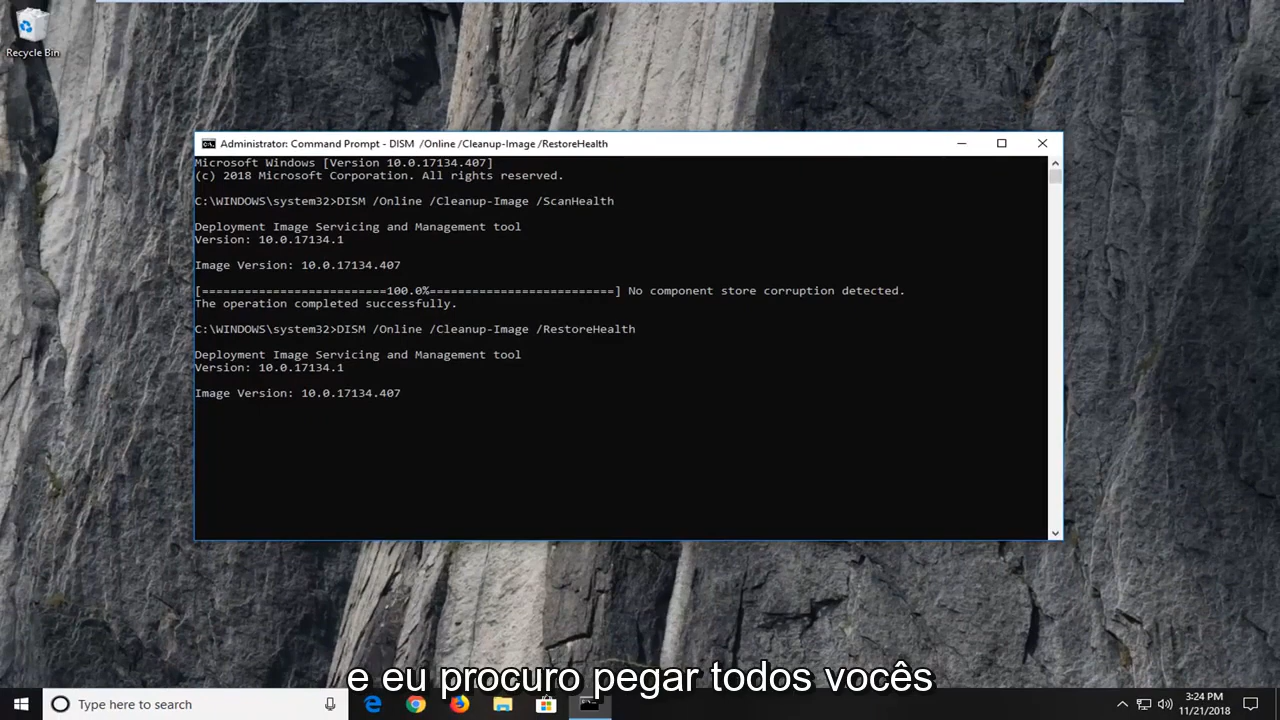 Recycle Bin
Administrator: Command Prompt - DISM  /Online /Cleanup-Image /RestoreHealth
Microsoft Windows [Version 10.0.17134.407]
(c) 2018 Microsoft Corporation. All rights reserved.
C:\WINDOWS\system32>DISM /Online /Cleanup-Image /ScanHealth
Deployment Image Servicing and Management tool
Version: 10.0.17134.1
Image Version: 10.0.17134.407
[==========================100.0%==========================] No component store corruption detected.
The operation completed successfully.
C:\WINDOWS\system32>DISM /Online /Cleanup-Image /RestoreHealth
Deployment Image Servicing and Management tool
Version: 10.0.17134.1
Image Version: 10.0.17134.407
e eu procuro pegar todos vocês
Type here to search
3:24 PM
11/21/2018